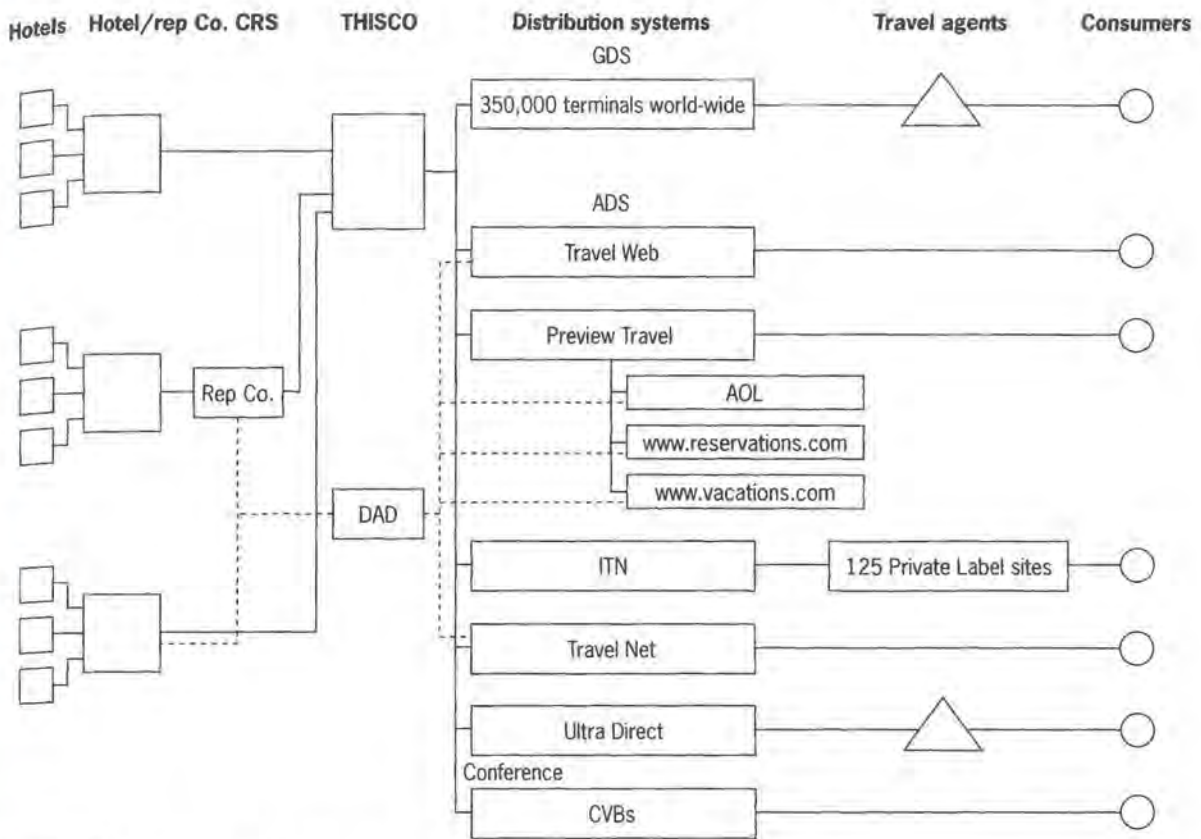 Hotels Hotel/rep Co. CRS THISCO Distribution systems Travel agents Consumers
GDS
350,000 terminals world-wide
ADS
Travel Web
Preview Travel
Rep Co.
AOL
www.reservations.com
www.vacations.com
DAD
ITN
125 Private Label sites
Travel Net
Ultra Direct
Conference
CVBs